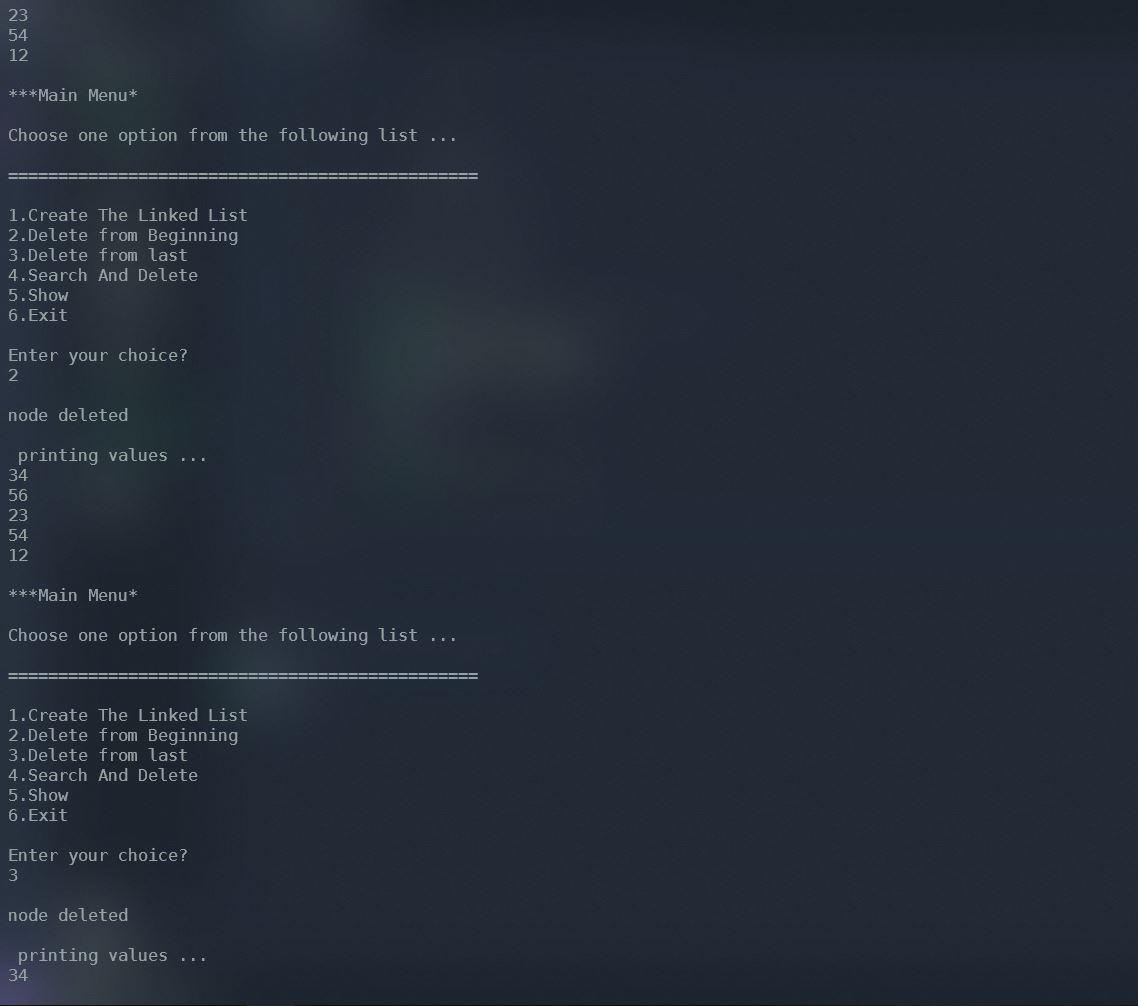 23
54
12
***Main Menu*
Choose one option from the following list ...
===============================================
1.Create The Linked List
2.Delete from Beginning
3.Delete from last
4.Search And Delete
5.Show
6.Exit
Enter your choice?
2
node deleted
printing values ...
34
56
23
54
12
***Main Menu*
Choose one option from the following list ...
===============================================
1.Create The Linked List
2.Delete from Beginning
3.Delete from last
4.Search And Delete
5.Show
6.Exit
Enter your choice?
3
node deleted
printing values ...
34